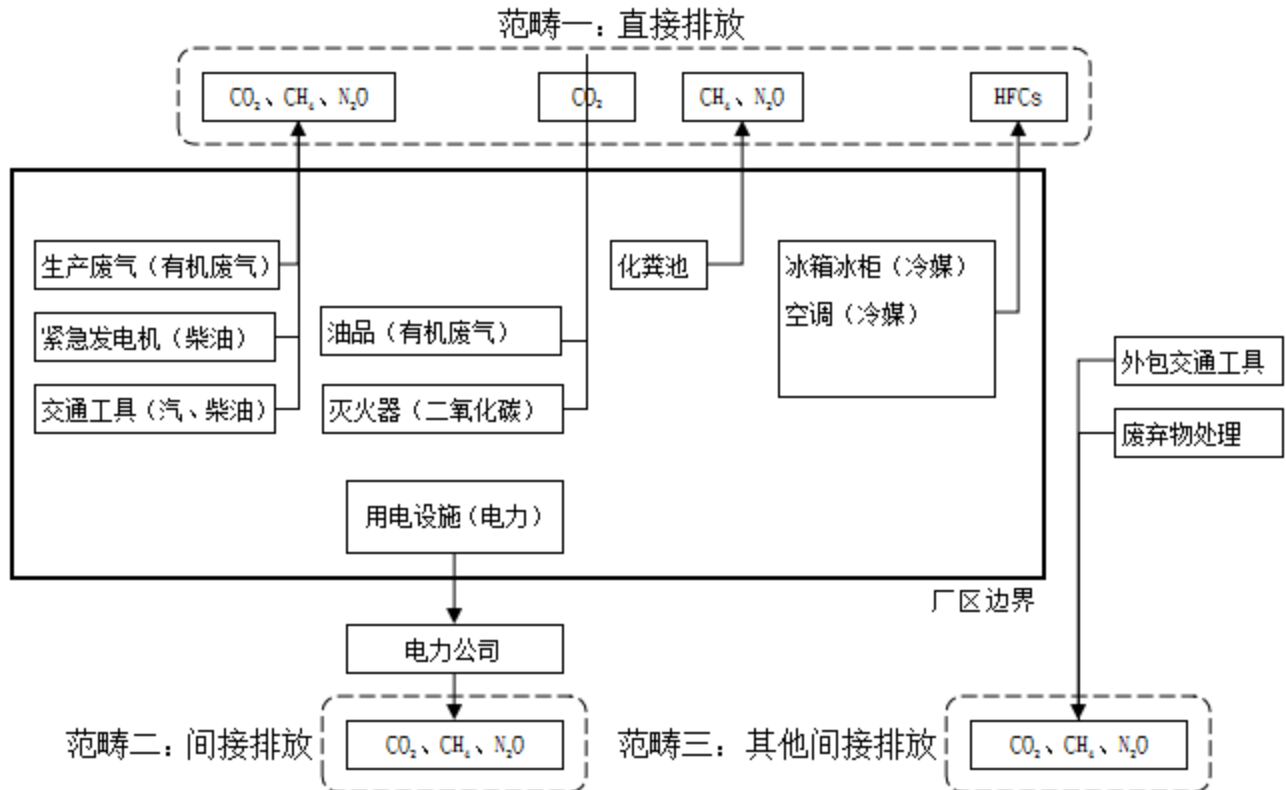 范畴一：直接排放
CO₂、CH₄、N₂O
CO₂
CH₄、N₂O
HFCs
生产废气（有机废气）
紧急发电机（柴油）
交通工具（汽、柴油）
油品（有机废气）
灭火器（二氧化碳）
化粪池
冰箱冰柜（冷媒）
空调（冷媒）
外包交通工具
废弃物处理
用电设施（电力）
厂区边界
电力公司
范畴二：间接排放
CO₂、CH₄、N₂O
范畴三：其他间接排放
CO₂、CH₄、N₂O